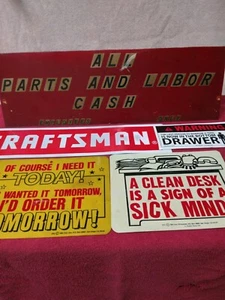 ALL
PARTS AND LABOR
CASH
CRAFTSMAN
WARNING
DRAWER
OF COURSE I NEED IT
TODAY!
WANTED IT TOMORROW,
I'D ORDER IT
TOMORROW!
A CLEAN DESK
IS A SIGN OF A
SICK MIND